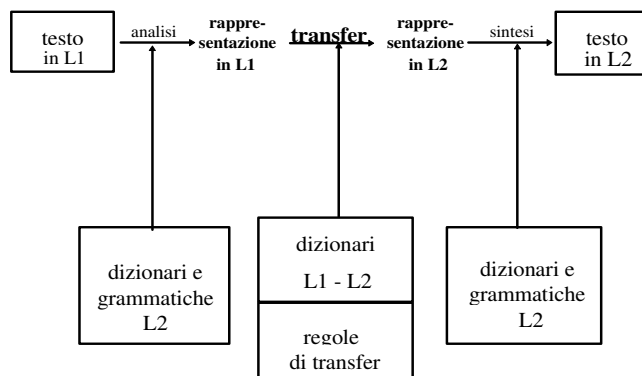 testo
in L1
analisi
rappre-
sentazione
in L1
transfer
rappre-
sentazione
in L2
sintesi
testo
in L2
dizionari e
grammatiche
L2
dizionari
L1 - L2
regole
di transfer
dizionari e
grammatiche
L2